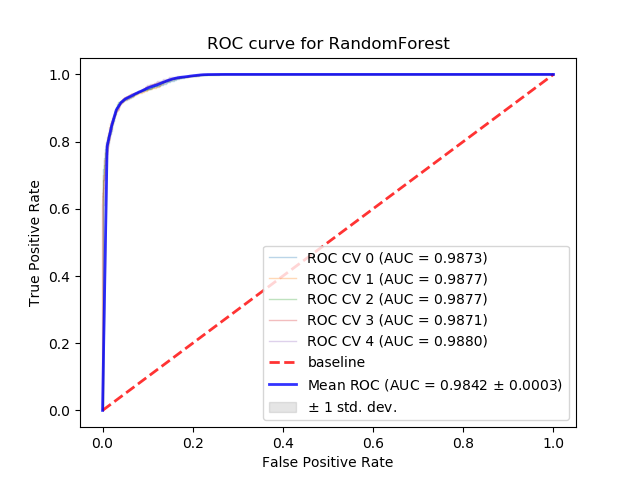 ROC curve for RandomForest
True Positive Rate
1.0
0.8
0.6
0.4
0.2
0.0
ROC CV 0 (AUC = 0.9873)
ROC CV 1 (AUC = 0.9877)
ROC CV 2 (AUC = 0.9877)
ROC CV 3 (AUC = 0.9871)
ROC CV 4 (AUC = 0.9880)
baseline
Mean ROC (AUC = 0.9842 ± 0.0003)
± 1 std. dev.
0.0 0.2 0.4 0.6 0.8 1.0
False Positive Rate